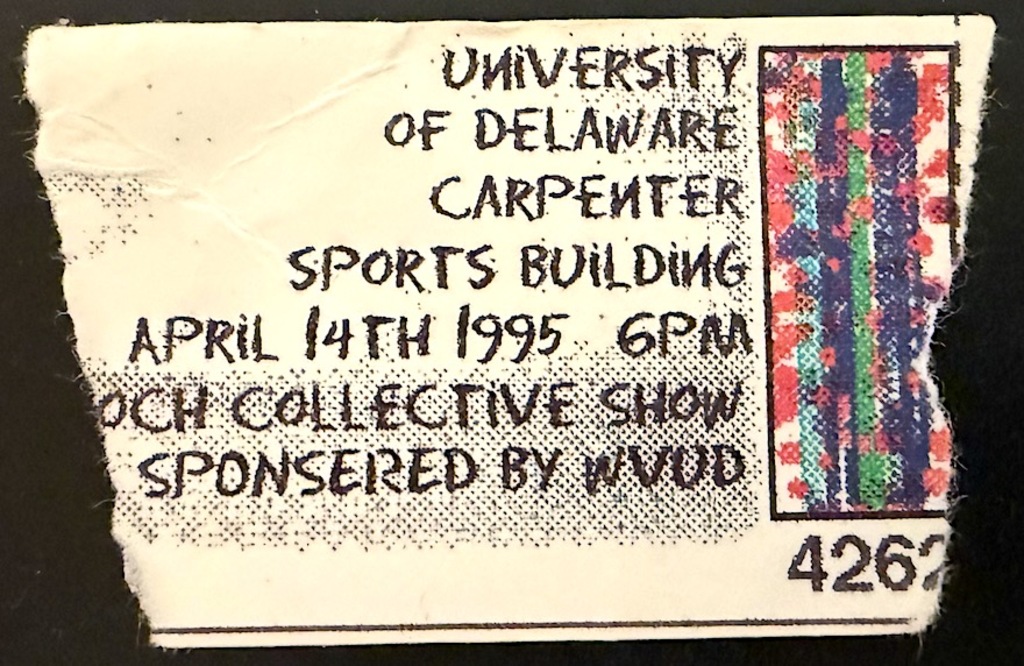 UNIVERSITY
OF DELAWARE
CARPENTER
SPORTS BUILDING
APRIL 14TH 1995 6PM
OCH COLLECTIVE SHOW
SPONSERED BY WVUD
4262